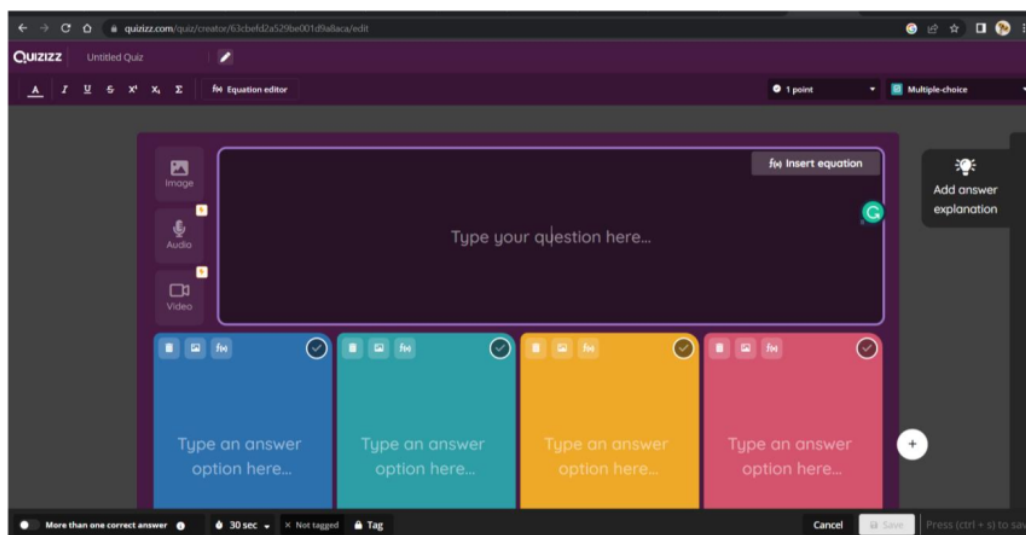 quizizz.com/quiz/creator/63cbefd2a529be001d9a8aca/edit
QUIZIZZ Untitled Quiz
A I U S X¹ X₁ Σ f(x) Equation editor 1 point Multiple-choice
f(x) Insert equation
Image
Add answer
explanation
Audio
Type your question here...
Video
f(x) f(x) f(x) f(x)
Type an answer Type an answer Type an answer Type an answer
option here... option here... option here... option here...
More than one correct answer 30 sec × Not tagged Tag Cancel Save Press (ctrl + s) to sav